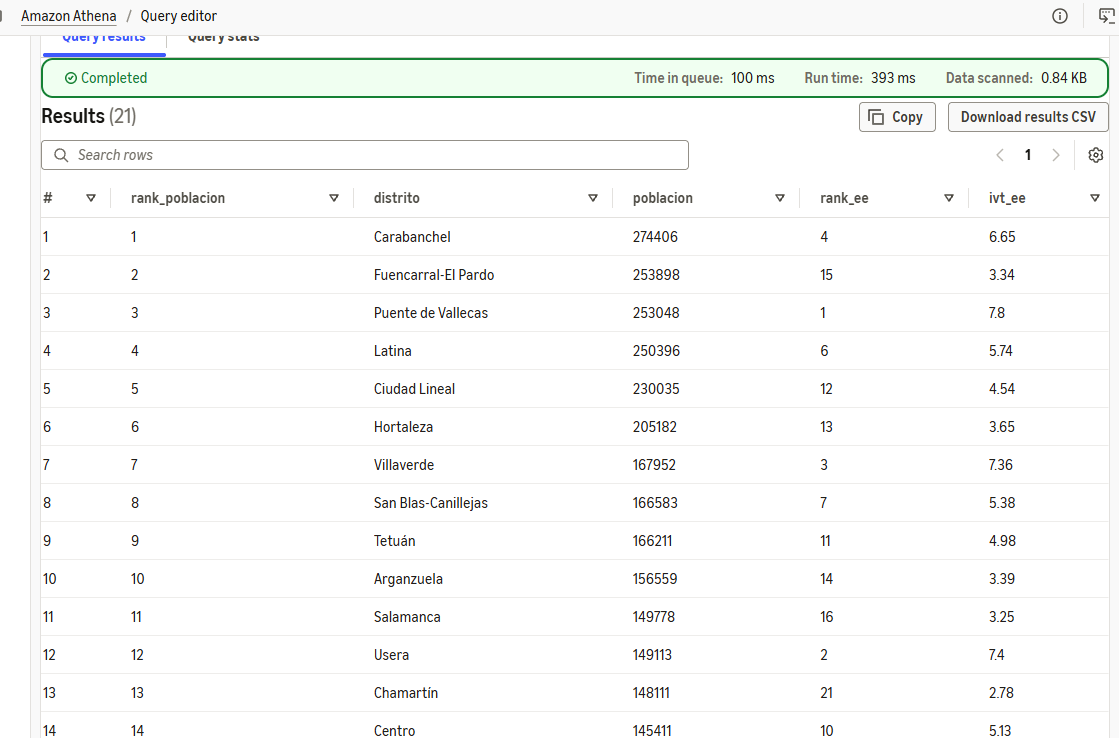 Amazon Athena / Query editor
Query results Query stats
Completed Time in queue: 100 ms Run time: 393 ms Data scanned: 0.84 KB
Results (21) Copy Download results CSV
Search rows 1
# rank_poblacion distrito poblacion rank_ee ivt_ee
1 1 Carabanchel 274406 4 6.65
2 2 Fuencarral-El Pardo 253898 15 3.34
3 3 Puente de Vallecas 253048 1 7.8
4 4 Latina 250396 6 5.74
5 5 Ciudad Lineal 230035 12 4.54
6 6 Hortaleza 205182 13 3.65
7 7 Villaverde 167952 3 7.36
8 8 San Blas-Canillejas 166583 7 5.38
9 9 Tetuán 166211 11 4.98
10 10 Arganzuela 156559 14 3.39
11 11 Salamanca 149778 16 3.25
12 12 Usera 149113 2 7.4
13 13 Chamartín 148111 21 2.78
14 14 Centro 145411 10 5.13